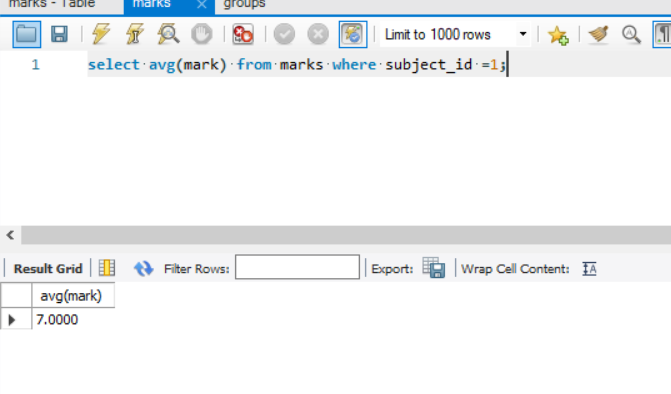 marks - Table marks groups
Limit to 1000 rows
1 select avg(mark) from marks where subject_id =1;
Result Grid Filter Rows: Export: Wrap Cell Content:
avg(mark)
7.0000